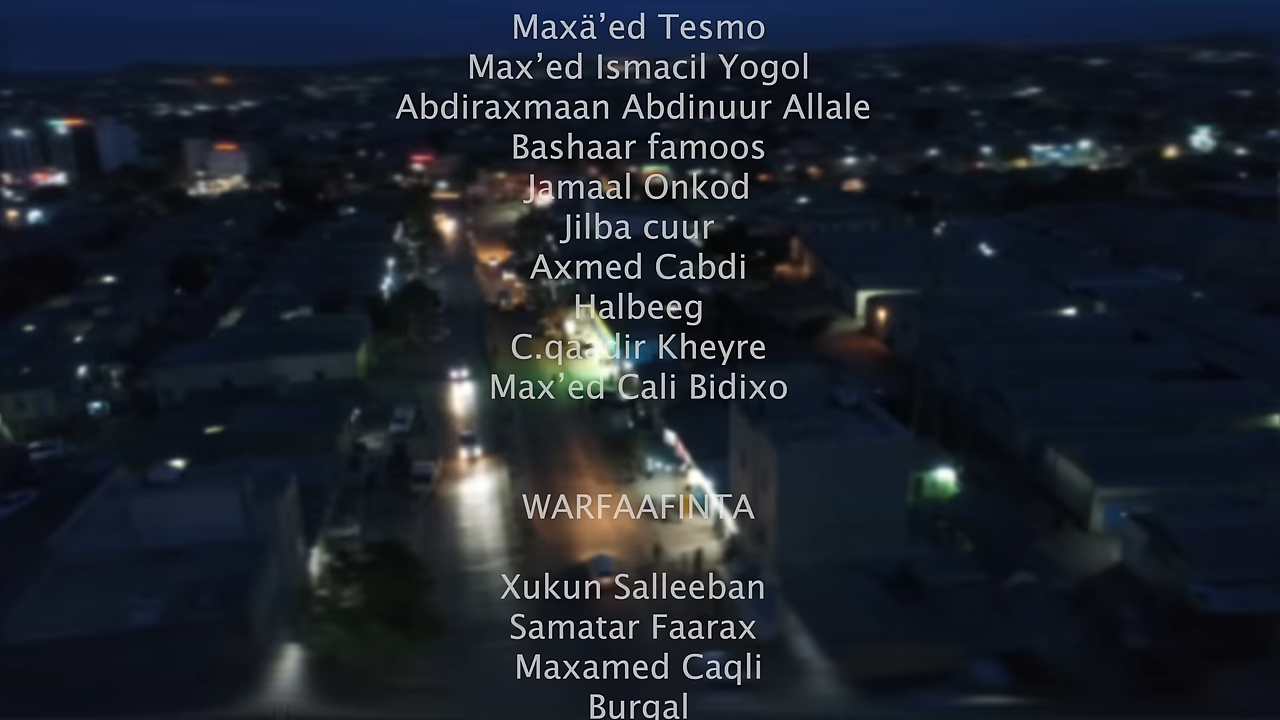 Maxä’ed Tesmo
Max’ed Ismacil Yogol
Abdiraxmaan Abdinuur Allale
Bashaar famoos
Jamaal Onkod
Jilba cuur
Axmed Cabdi
Halbeeg
C.qaadir Kheyre
Max’ed Cali Bidixo
WARFAAFINTA
Xukun Salleeban
Samatar Faarax
Maxamed Caqli
Burgal